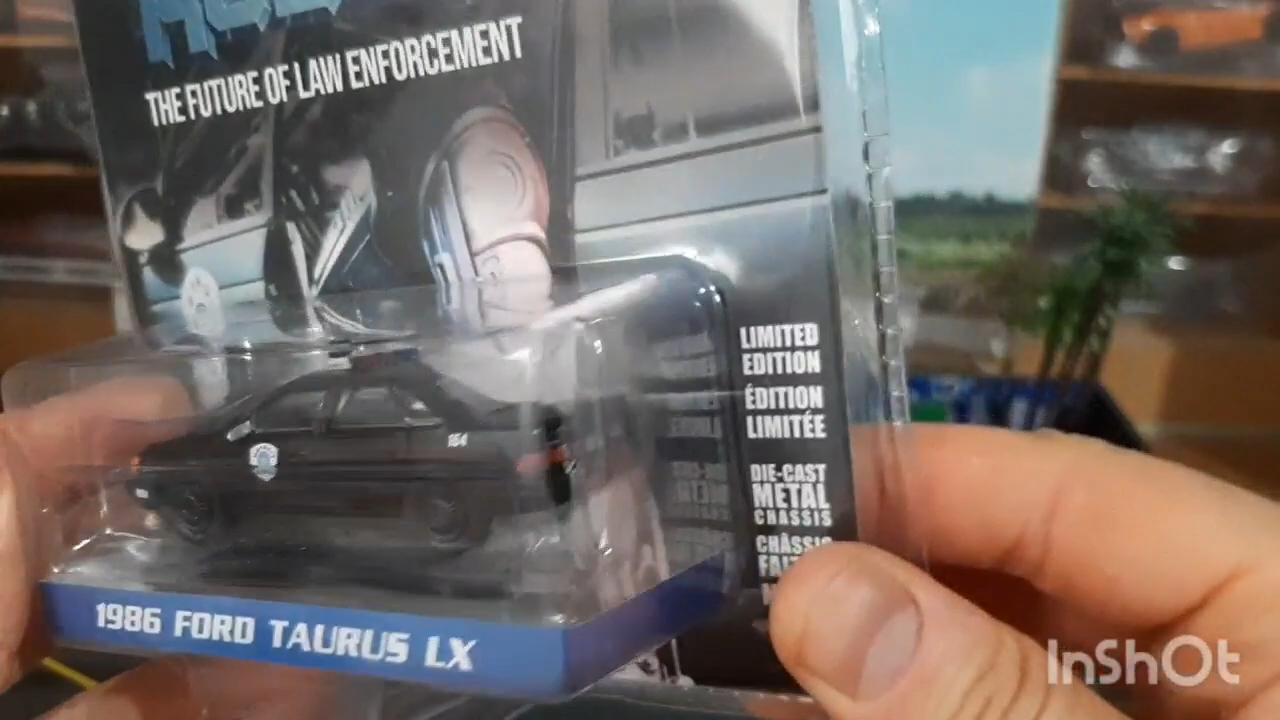 THE FUTURE OF LAW ENFORCEMENT
LIMITED
EDITION
ÉDITION
LIMITÉE
DIE-CAST
METAL
CHASSIS
CHÂSSIS
164
1986 FORD TAURUS LX
InShOt